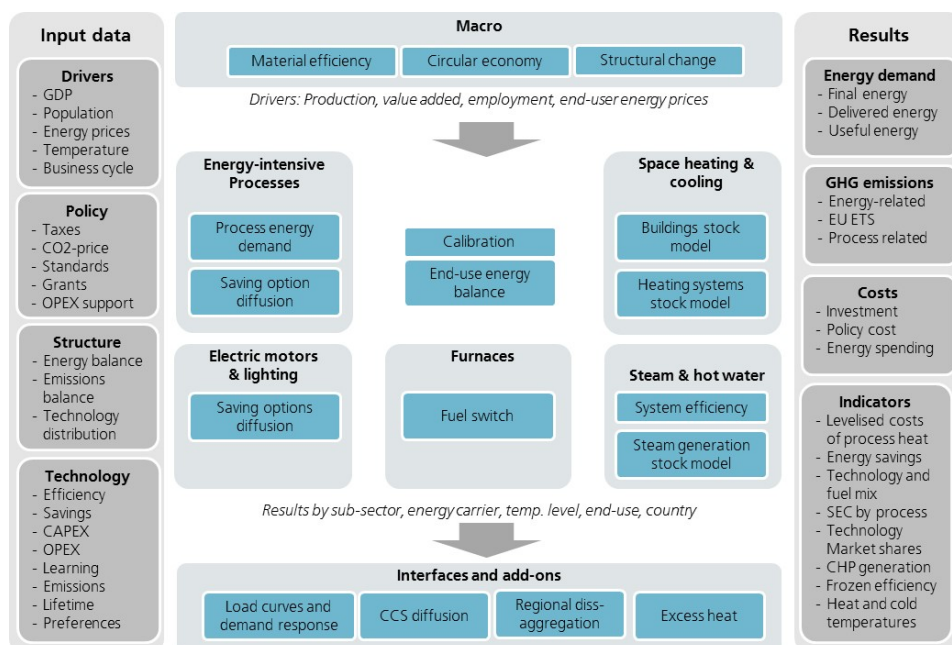 Input data
Drivers
- GDP
- Population
- Energy prices
- Temperature
- Business cycle
Policy
- Taxes
- CO2-price
- Standards
- Grants
- OPEX support
Structure
- Energy balance
- Emissions
balance
- Technology
distribution
Technology
- Efficiency
- Savings
- CAPEX
- OPEX
- Learning
- Emissions
- Lifetime
- Preferences
Macro
Material efficiency
Circular economy
Structural change
Drivers: Production, value added, employment, end-user energy prices
Energy-intensive
Processes
Process energy
demand
Saving option
diffusion
Calibration
End-use energy
balance
Space heating &
cooling
Buildings stock
model
Heating systems
stock model
Electric motors
& lighting
Saving options
diffusion
Furnaces
Fuel switch
Steam & hot water
System efficiency
Steam generation
stock model
Results by sub-sector, energy carrier, temp. level, end-use, country
Interfaces and add-ons
Load curves and
demand response
CCS diffusion
Regional diss-
aggregation
Excess heat
Results
Energy demand
- Final energy
- Delivered energy
- Useful energy
GHG emissions
- Energy-related
- EU ETS
- Process related
Costs
- Investment
- Policy cost
- Energy spending
Indicators
- Levelised costs
of process heat
- Energy savings
- Technology and
fuel mix
- SEC by process
- Technology
Market shares
- CHP generation
- Frozen efficiency
- Heat and cold
temperatures